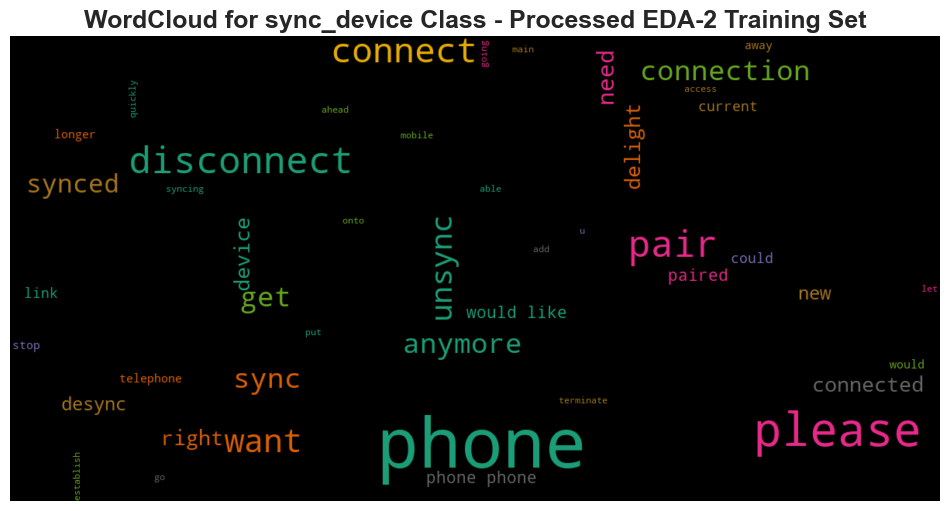 WordCloud for sync_device Class - Processed EDA-2 Training Set
connect
going
main
away
need
connection
access
quickly
current
ahead
delight
longer
mobile
disconnect
synced
syncing
able
onto
device
unsync
u
pair
add
could
paired
link
get
new
let
would like
put
stop
anymore
would
telephone
sync
connected
desync
terminate
right
want
phone
please
establish
go
phone phone